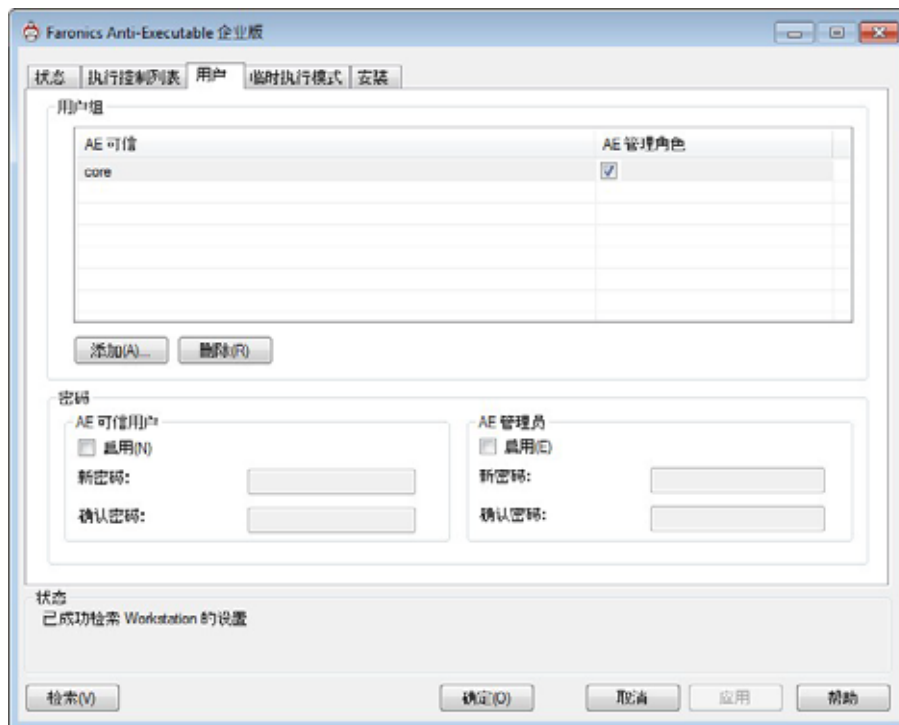 Faronics Anti-Executable 企业版
状态 执行控制列表 用户 临时执行模式 安装
用户组
AE 可信 AE 管理角色
core
添加(A)... 删除(R)
密码
AE 可信用户 AE 管理员
启用(N) 启用(E)
新密码: 新密码:
确认密码: 确认密码:
状态
已成功检索 Workstation 的设置
检索(V) 确定(O) 取消 应用 帮助